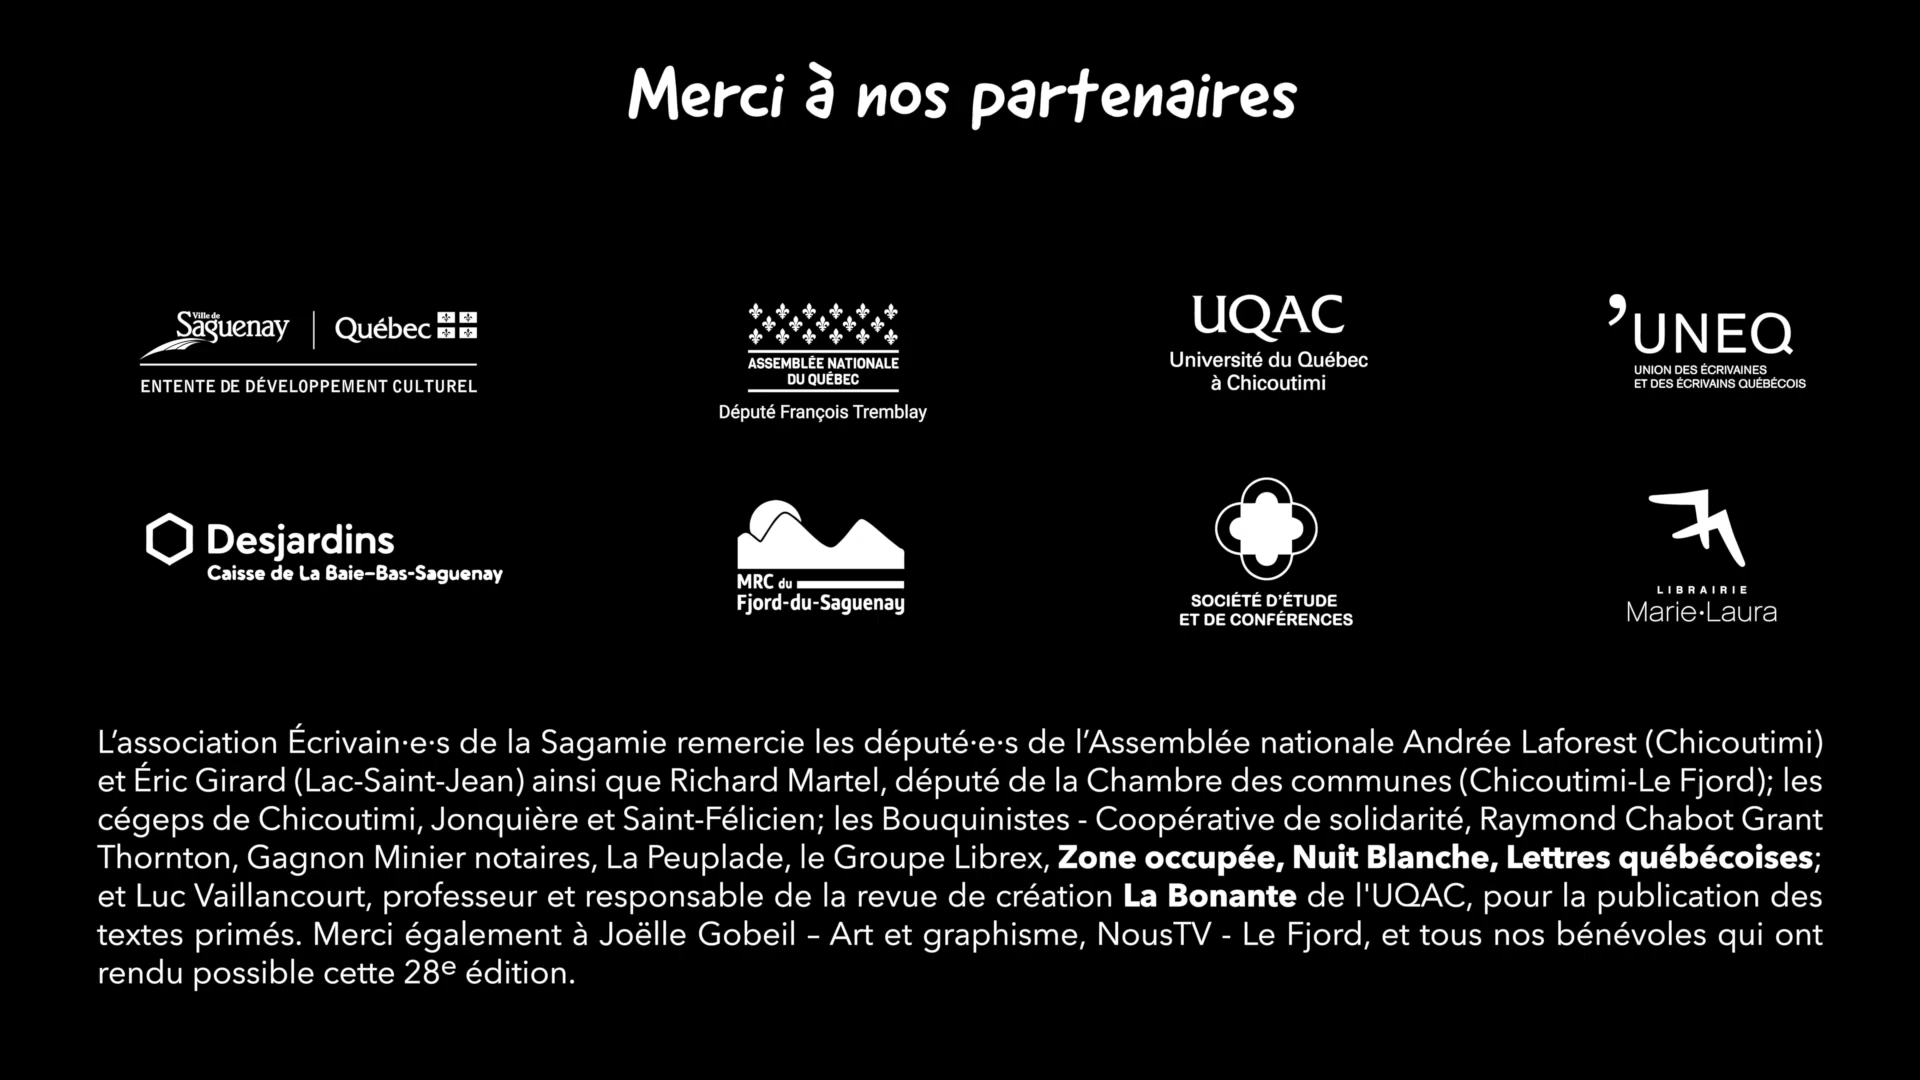 Merci à nos partenaires
Ville de
Saguenay
Québec
ENTENTE DE DÉVELOPPEMENT CULTUREL
ASSEMBLÉE NATIONALE
DU QUÉBEC
Député François Tremblay
UQAC
Université du Québec
à Chicoutimi
’UNEQ
UNION DES ÉCRIVAINES
ET DES ÉCRIVAINS QUÉBÉCOIS
Desjardins
Caisse de La Baie–Bas-Saguenay
MRC du
Fjord-du-Saguenay
SOCIÉTÉ D’ÉTUDE
ET DE CONFÉRENCES
LIBRAIRIE
Marie·Laura
L’association Écrivain·e·s de la Sagamie remercie les député·e·s de l’Assemblée nationale Andrée Laforest (Chicoutimi)
et Éric Girard (Lac-Saint-Jean) ainsi que Richard Martel, député de la Chambre des communes (Chicoutimi-Le Fjord); les
cégeps de Chicoutimi, Jonquière et Saint-Félicien; les Bouquinistes - Coopérative de solidarité, Raymond Chabot Grant
Thornton, Gagnon Minier notaires, La Peuplade, le Groupe Librex, Zone occupée, Nuit Blanche, Lettres québécoises;
et Luc Vaillancourt, professeur et responsable de la revue de création La Bonante de l'UQAC, pour la publication des
textes primés. Merci également à Joëlle Gobeil – Art et graphisme, NousTV - Le Fjord, et tous nos bénévoles qui ont
rendu possible cette 28e édition.